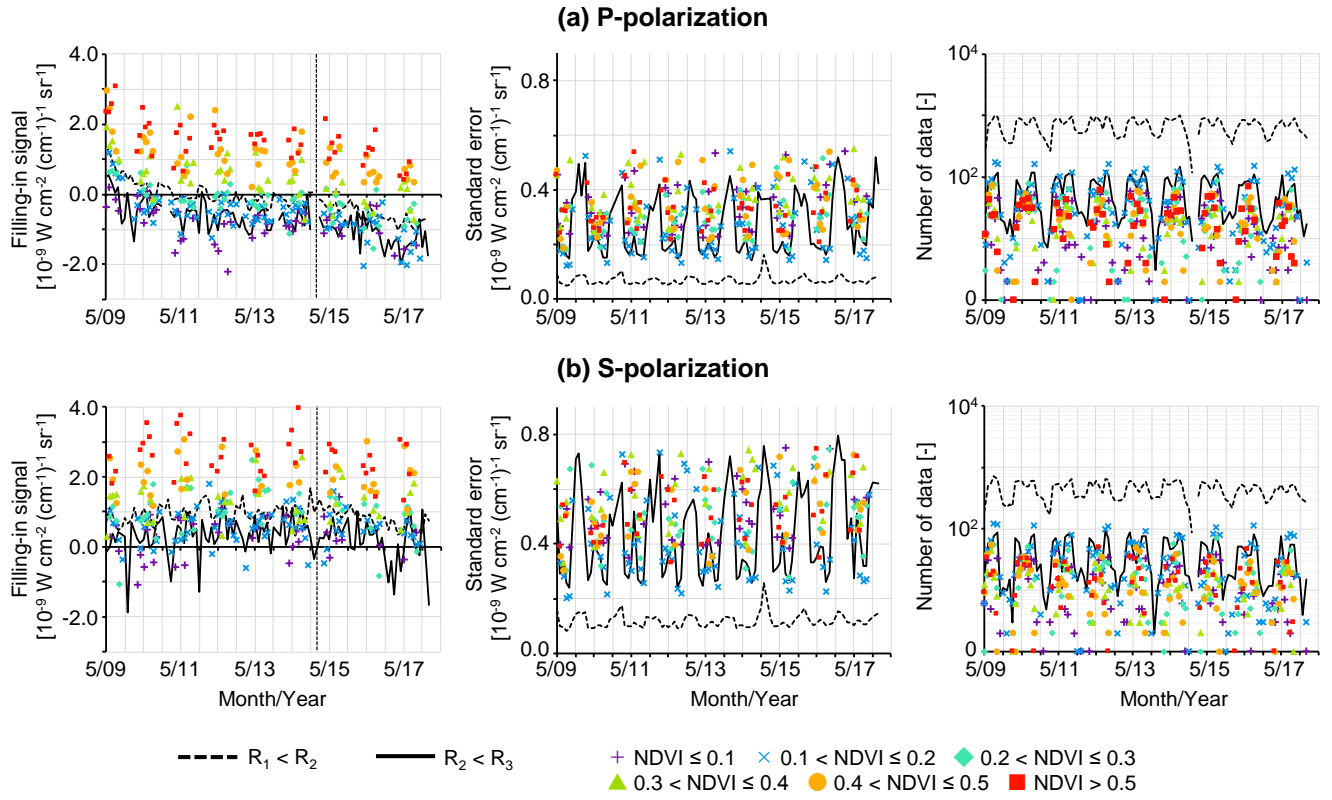 (a) P-polarization
Filling-in signal
[10⁻⁹ W cm⁻² (cm⁻¹)⁻¹ sr⁻¹]
4.0
2.0
0.0
-2.0
5/09 5/11 5/13 5/15 5/17
Standard error
[10⁻⁹ W cm⁻² (cm⁻¹)⁻¹ sr⁻¹]
0.8
0.4
0.0
5/09 5/11 5/13 5/15 5/17
Number of data [-]
10⁴
10²
0
5/09 5/11 5/13 5/15 5/17
(b) S-polarization
Filling-in signal
[10⁻⁹ W cm⁻² (cm⁻¹)⁻¹ sr⁻¹]
4.0
2.0
0.0
-2.0
5/09 5/11 5/13 5/15 5/17
Month/Year
Standard error
[10⁻⁹ W cm⁻² (cm⁻¹)⁻¹ sr⁻¹]
0.8
0.4
0.0
5/09 5/11 5/13 5/15 5/17
Month/Year
Number of data [-]
10⁴
10²
0
5/09 5/11 5/13 5/15 5/17
Month/Year
R₁ < R₂ R₂ < R₃
NDVI ≤ 0.1 0.1 < NDVI ≤ 0.2 0.2 < NDVI ≤ 0.3
0.3 < NDVI ≤ 0.4 0.4 < NDVI ≤ 0.5 NDVI > 0.5